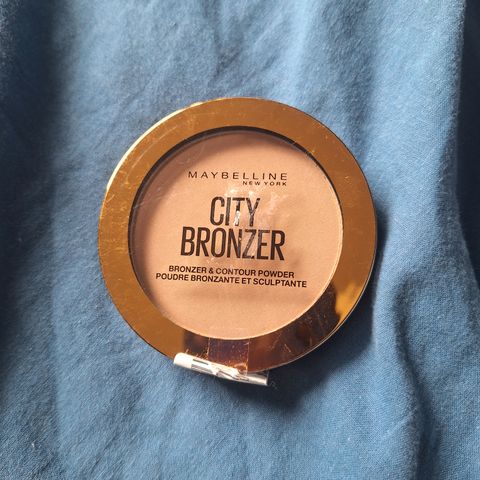 MAYBELLINE
NEW YORK
CITY
BRONZER
BRONZER & CONTOUR POWDER
POUDRE BRONZANTE ET SCULPTANTE